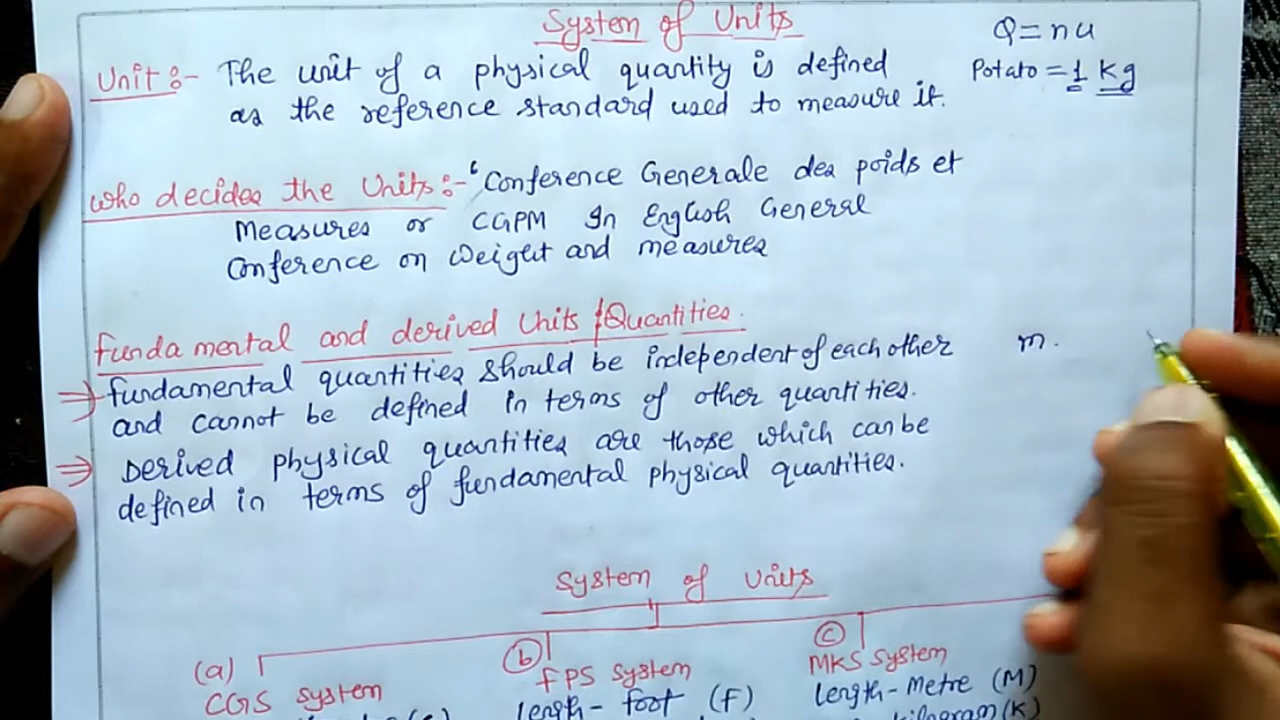 System of Units
Q = nu
Unit :- The unit of a physical quantity is defined
Potato = 1 Kg
as the reference standard used to measure it.
who decides the Units :- ‘Conference Generale des poids et
Measures or CGPM In English General
Conference on Weight and measures
fundamental and derived Units / Quantities.
⇒ fundamental quantities should be independent of each other
m.
and cannot be defined in terms of other quantities.
⇒ Derived physical quantities are those which can be
defined in terms of fundamental physical quantities.
System of Units
(a)
CGS system
(b)
FPS system
length - foot (F)
(c)
MKS system
length - Metre (M)
kilogram (K)